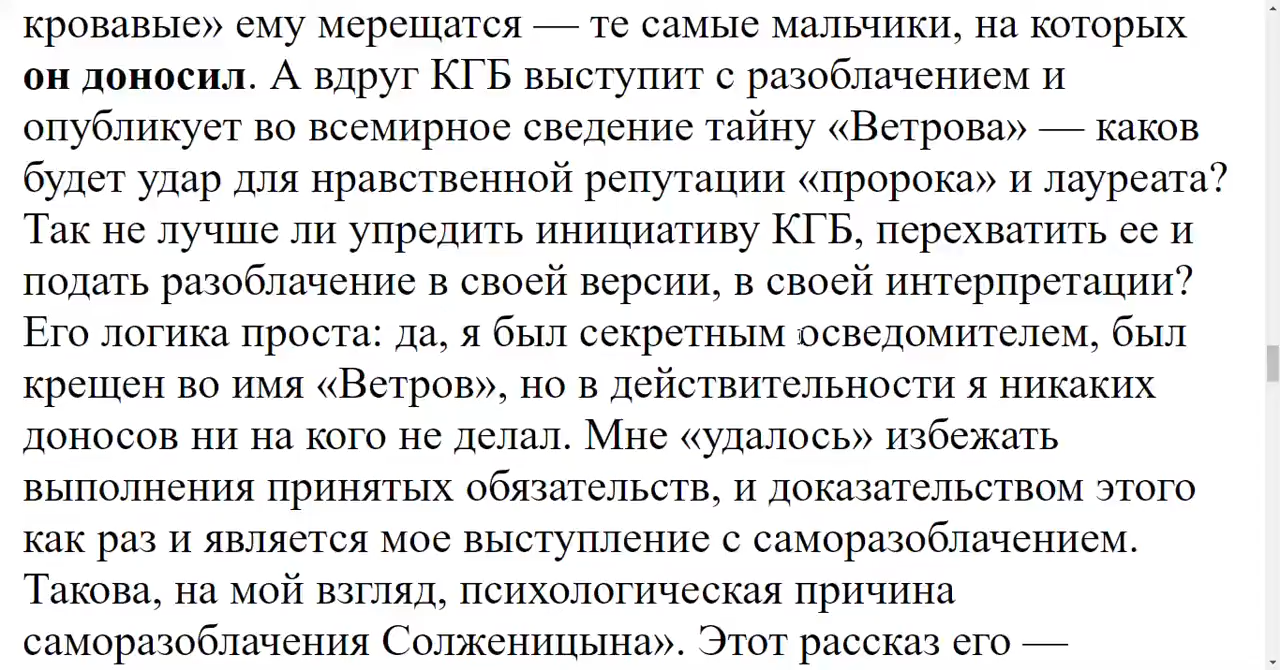 кровавые» ему мерещатся — те самые мальчики, на которых
он доносил. А вдруг КГБ выступит с разоблачением и
опубликует во всемирное сведение тайну «Ветрова» — каков
будет удар для нравственной репутации «пророка» и лауреата?
Так не лучше ли упредить инициативу КГБ, перехватить ее и
подать разоблачение в своей версии, в своей интерпретации?
Его логика проста: да, я был секретным осведомителем, был
крещен во имя «Ветров», но в действительности я никаких
доносов ни на кого не делал. Мне «удалось» избежать
выполнения принятых обязательств, и доказательством этого
как раз и является мое выступление с саморазоблачением.
Такова, на мой взгляд, психологическая причина
саморазоблачения Солженицына». Этот рассказ его —